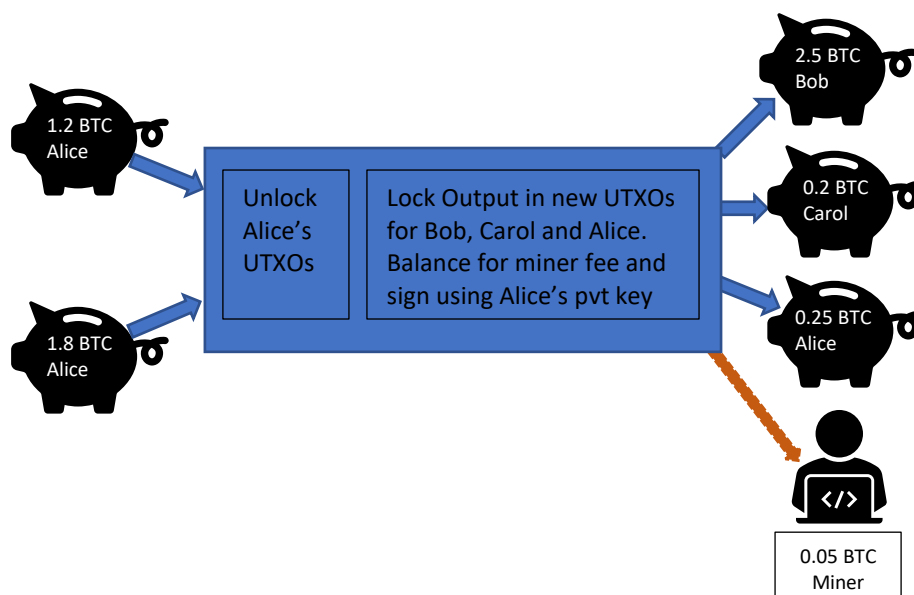 1.2 BTC
Alice
1.8 BTC
Alice
Unlock
Alice’s
UTXOs
Lock Output in new UTXOs
for Bob, Carol and Alice.
Balance for miner fee and
sign using Alice’s pvt key
2.5 BTC
Bob
0.2 BTC
Carol
0.25 BTC
Alice
</>
0.05 BTC
Miner